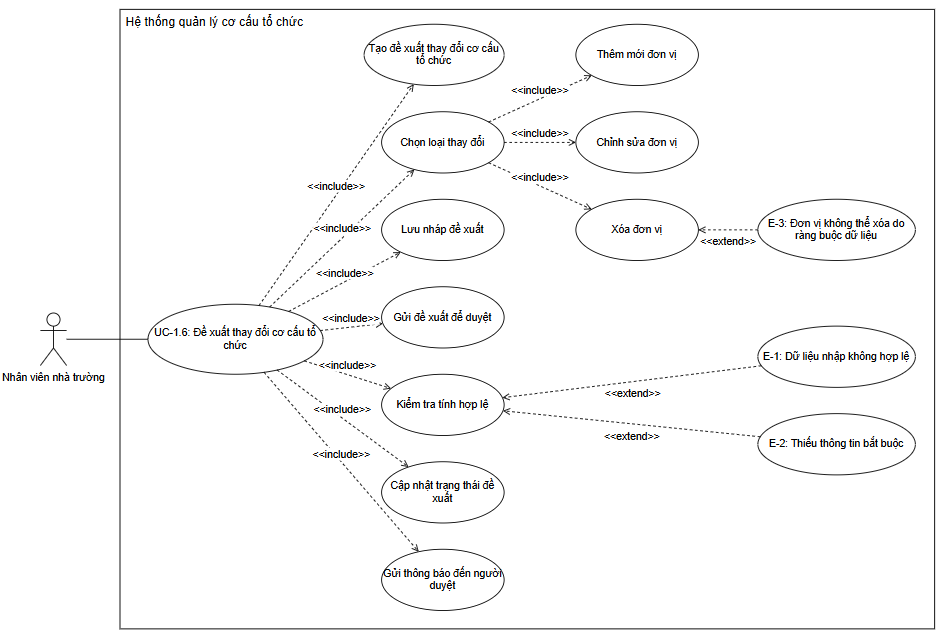 Hệ thống quản lý cơ cấu tổ chức
Tạo đề xuất thay đổi cơ cấu
tổ chức
Thêm mới đơn vị
<<include>>
Chọn loại thay đổi
<<include>>
Chỉnh sửa đơn vị
<<include>>
<<include>>
Lưu nháp đề xuất
<<include>>
Xóa đơn vị
E-3: Đơn vị không thể xóa do
ràng buộc dữ liệu
<<extend>>
<<include>>
Gửi đề xuất để duyệt
<<include>>
UC-1.6: Đề xuất thay đổi cơ cấu tổ
chức
Nhân viên nhà trường
<<include>>
Kiểm tra tính hợp lệ
E-1: Dữ liệu nhập không hợp lệ
<<extend>>
<<include>>
<<extend>>
E-2: Thiếu thông tin bắt buộc
<<include>>
Cập nhật trạng thái đề
xuất
Gửi thông báo đến người
duyệt